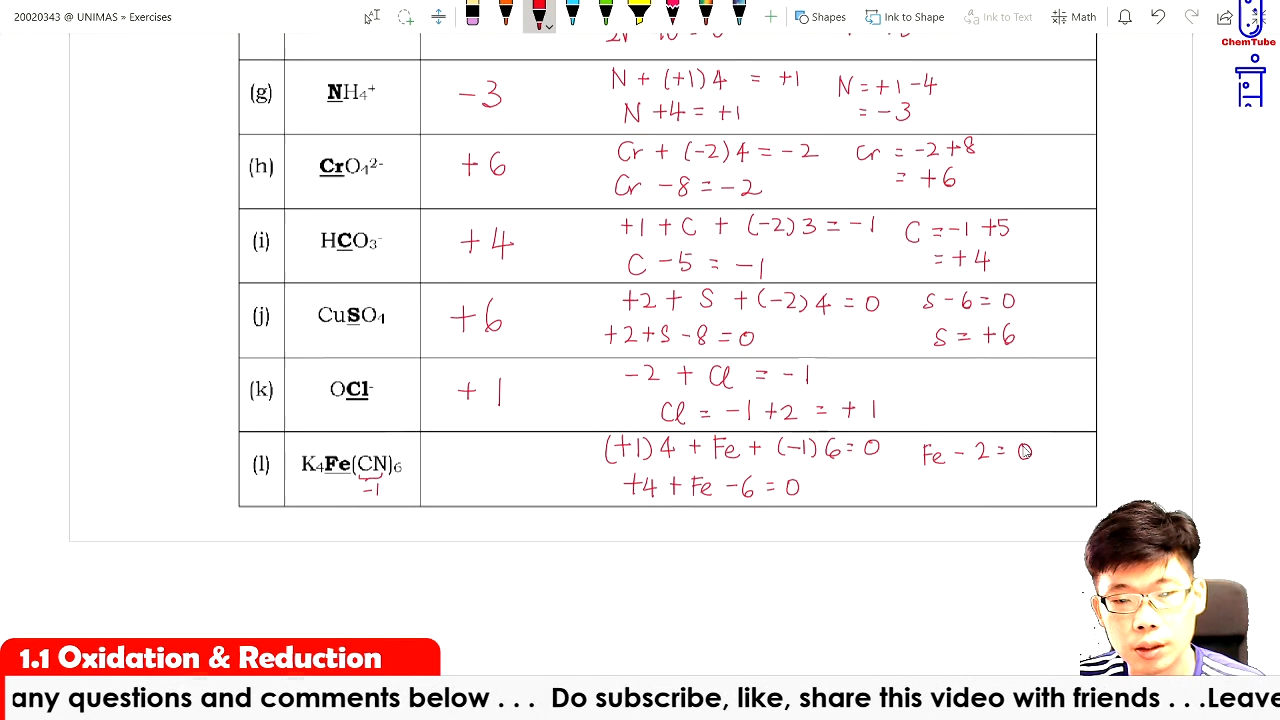 20200343 @ UNIMAS » Exercises
Shapes
Ink to Shape
Ink to Text
Math
ChemTube
(g) NH₄⁺ -3 N + (+1)4 = +1 N = +1 -4
N +4 = +1 = -3
(h) CrO₄²⁻ +6 Cr + (-2)4 = -2 Cr = -2+8
Cr -8 = -2 = +6
(i) HCO₃⁻ +4 +1 + C + (-2)3 = -1 C = -1 +5
C -5 = -1 = +4
(j) CuSO₄ +6 +2 + S + (-2)4 = 0 S - 6 = 0
+2+S -8 = 0 S = +6
(k) OCl⁻ +1 -2 + Cl = -1
Cl = -1 +2 = +1
(l) K₄Fe(CN)₆ (+1)4 + Fe + (-1)6 = 0 Fe - 2 = 0
-1 +4 + Fe -6 = 0
1.1 Oxidation & Reduction
any questions and comments below . . . Do subscribe, like, share this video with friends . . .Leave